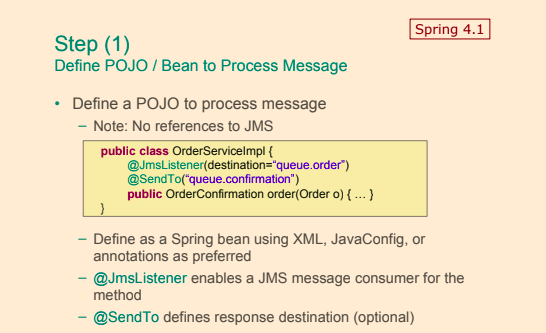 Spring 4.1
Step (1)
Define POJO / Bean to Process Message
• Define a POJO to process message
– Note: No references to JMS
public class OrderServiceImpl {
@JmsListener(destination=“queue.order”)
@SendTo(“queue.confirmation”)
public OrderConfirmation order(Order o) { … }
}
– Define as a Spring bean using XML, JavaConfig, or
annotations as preferred
– @JmsListener enables a JMS message consumer for the
method
– @SendTo defines response destination (optional)